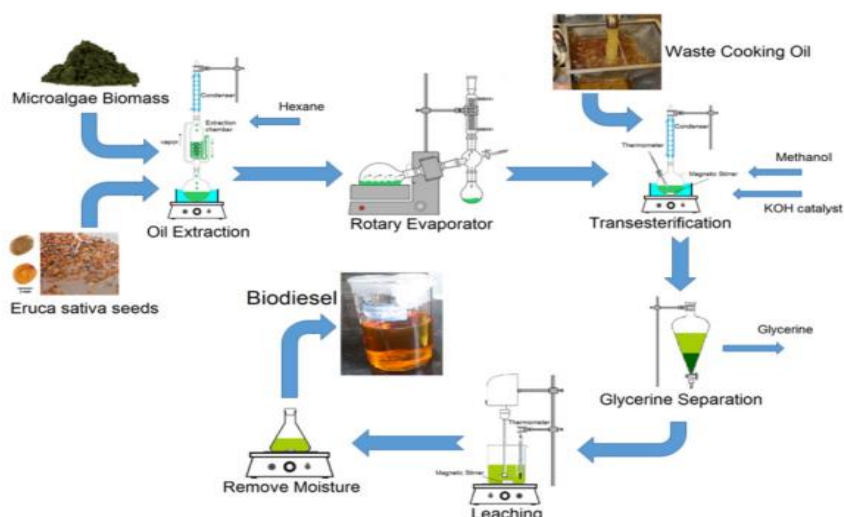 Waste Cooking Oil
Condenser
Microalgae Biomass
Hexane
Extraction
chamber
vapor
Condenser
Thermometer
Methanol
Magnetic Stirrer
KOH catalyst
Oil Extraction
Rotary Evaporator
Transesterification
Eruca sativa seeds
Biodiesel
Glycerine
Glycerine Separation
Thermometer
Magnetic Stirrer
Remove Moisture
Leaching